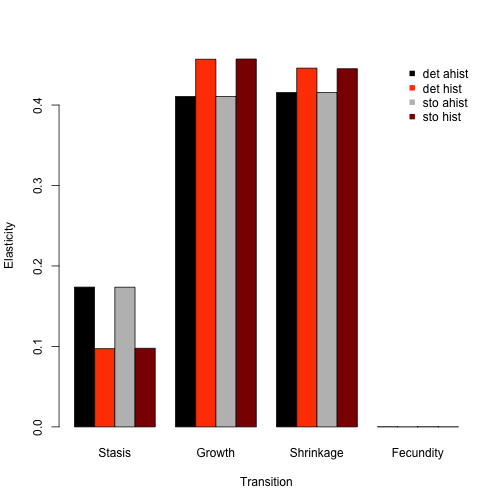 det ahist
det hist
sto ahist
sto hist
0.4
0.3
0.2
0.1
0.0
Elasticity
Stasis Growth Shrinkage Fecundity
Transition